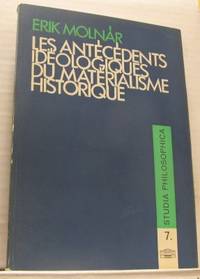 ERIK MOLNÁR
LES ANTÉCÉDENTS
IDÉOLOGIQUES
DU MATÉRIALISME
HISTORIQUE
STUDIA PHILOSOPHICA
7.